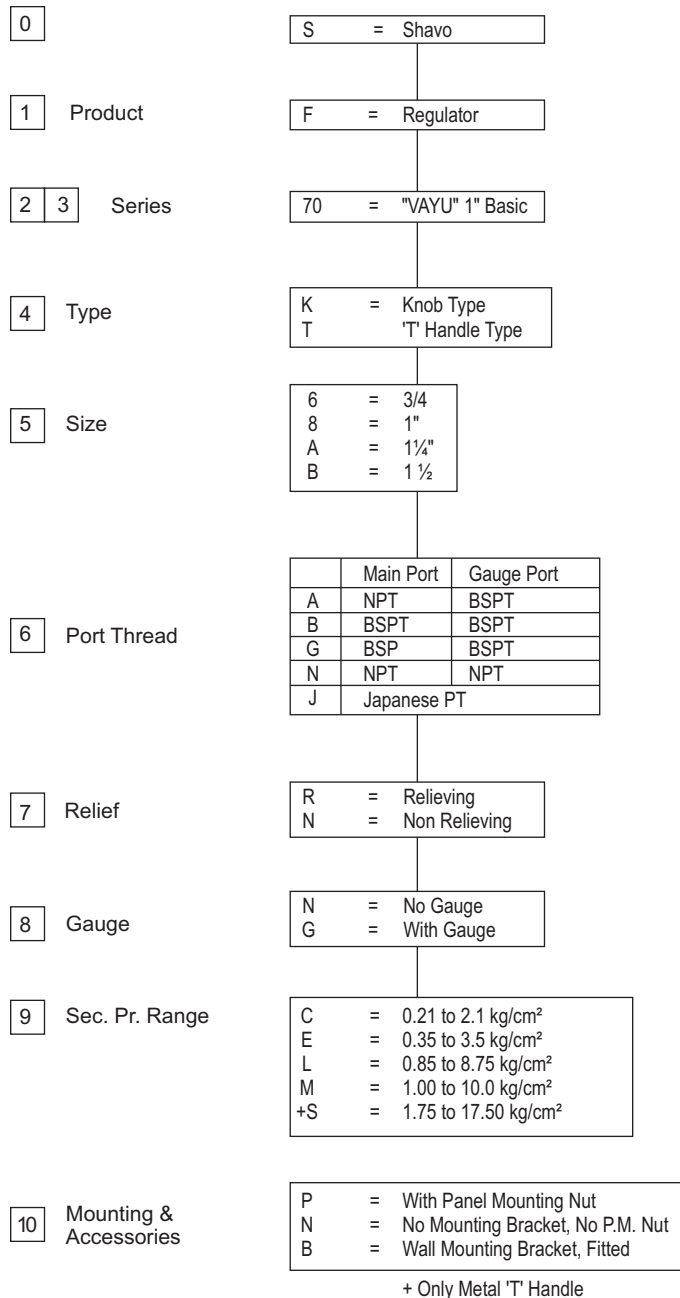 0 S = Shavo
1 Product F = Regulator
2 3 Series 70 = "VAYU" 1" Basic
4 Type K = Knob Type
T 'T' Handle Type
5 Size 6 = 3/4
8 = 1"
A = 1¼"
B = 1 ½
Main Port Gauge Port
A NPT BSPT
B BSPT BSPT
6 Port Thread G BSP BSPT
N NPT NPT
J Japanese PT
7 Relief R = Relieving
N = Non Relieving
8 Gauge N = No Gauge
G = With Gauge
9 Sec. Pr. Range C = 0.21 to 2.1 kg/cm²
E = 0.35 to 3.5 kg/cm²
L = 0.85 to 8.75 kg/cm²
M = 1.00 to 10.0 kg/cm²
+S = 1.75 to 17.50 kg/cm²
10 Mounting &
Accessories
P = With Panel Mounting Nut
N = No Mounting Bracket, No P.M. Nut
B = Wall Mounting Bracket, Fitted
+ Only Metal 'T' Handle